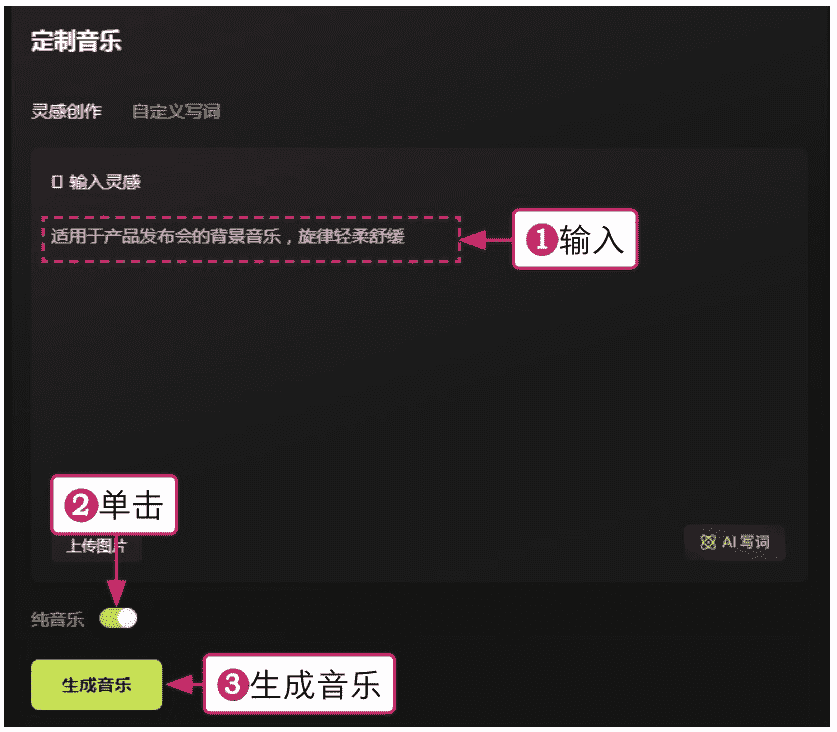 定制音乐
灵感创作 自定义写词
输入灵感
适用于产品发布会的背景音乐，旋律轻柔舒缓
❶输入
❷单击
上传图片
AI 写词
纯音乐
生成音乐
❸生成音乐